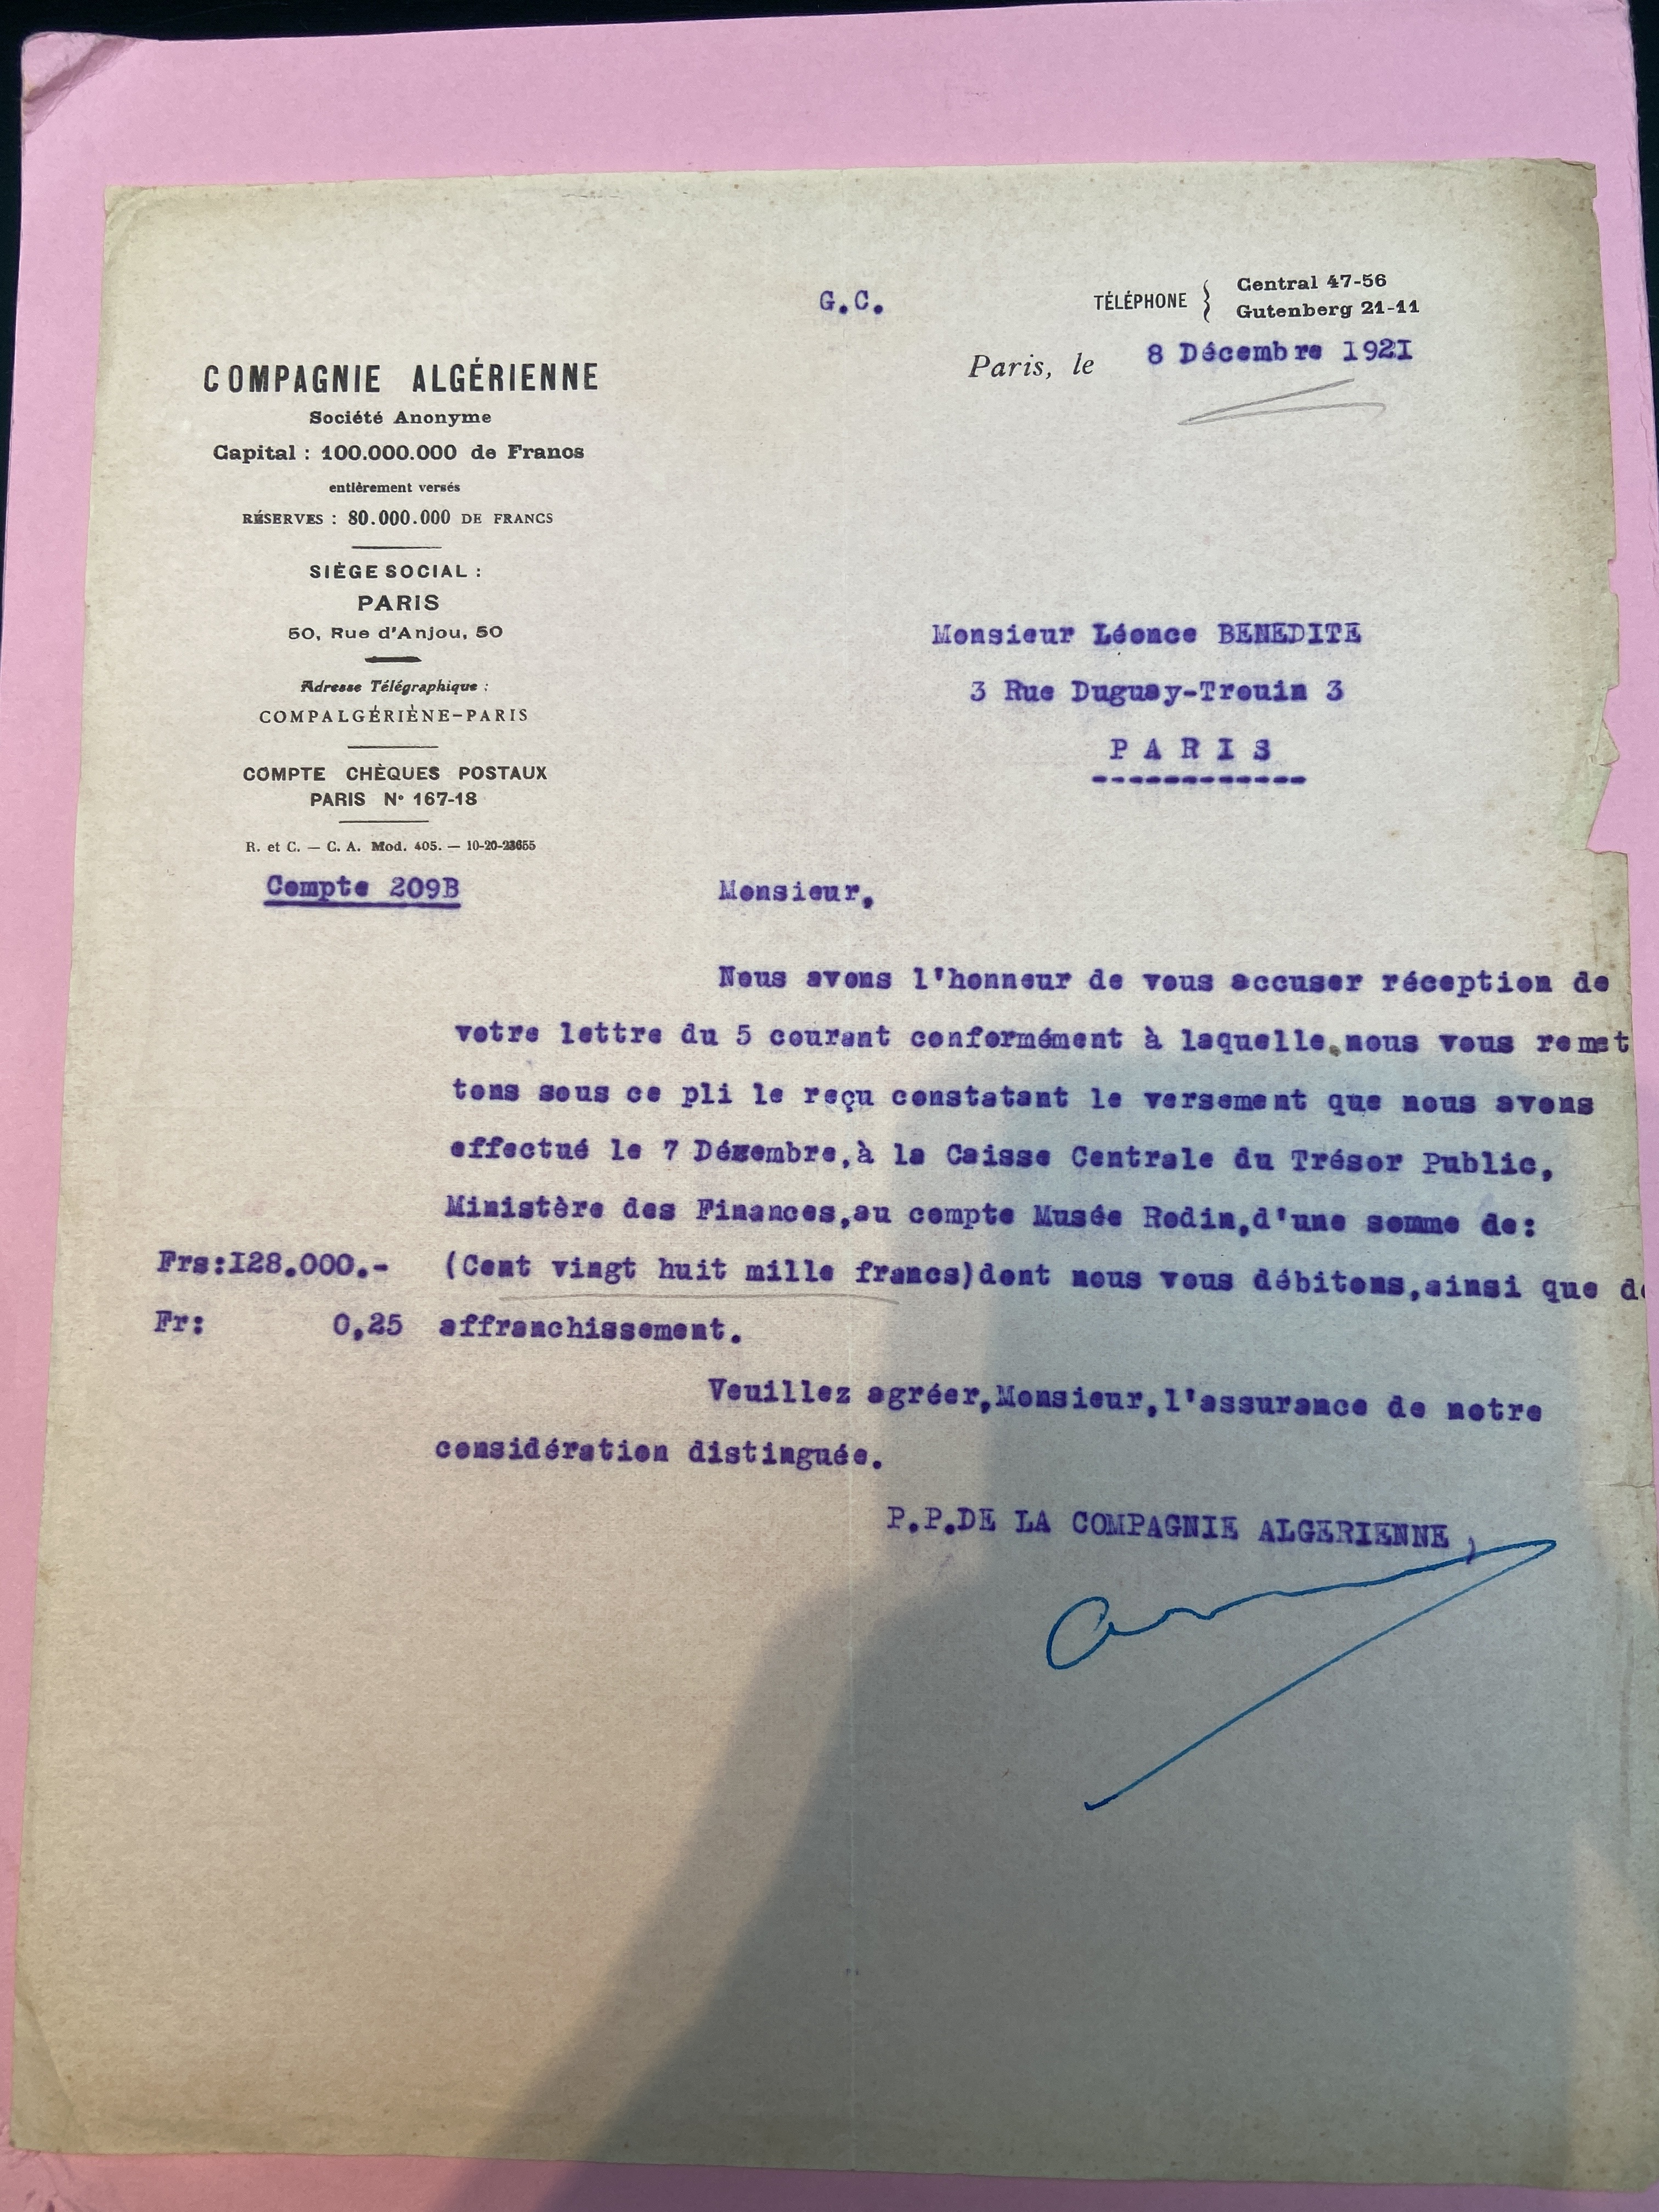 G.C.
TÉLÉPHONE { Central 47-56
Gutenberg 21-11
Paris, le 8 Décembre 1921
COMPAGNIE ALGÉRIENNE
Société Anonyme
Capital : 100.000.000 de Francs
entièrement versés
RÉSERVES : 80.000.000 DE FRANCS
SIÈGE SOCIAL :
PARIS
50, Rue d'Anjou, 50
Adresse Télégraphique :
COMPALGÉRIÈNE-PARIS
COMPTE CHÈQUES POSTAUX
PARIS N° 167-18
R. et C. — C. A. Mod. 405. — 10-20-23655
Monsieur Léonce BENEDITE
3 Rue Duguay-Trouin 3
PARIS
Compte 209B
Monsieur,
Nous avons l'honneur de vous accuser réception de
votre lettre du 5 courant conformément à laquelle,nous vous remet
tons sous ce pli le reçu constatant le versement que nous avons
effectué le 7 Décembre,à la Caisse Centrale du Trésor Public,
Ministère des Finances,au compte Musée Rodin,d'une somme de:
Frs:128.000.- (Cent vingt huit mille francs)dont nous vous débitons,ainsi que de
Fr: 0,25 affranchissement.
Veuillez agréer,Monsieur,l'assurance de notre
considération distinguée.
P.P.DE LA COMPAGNIE ALGERIENNE,